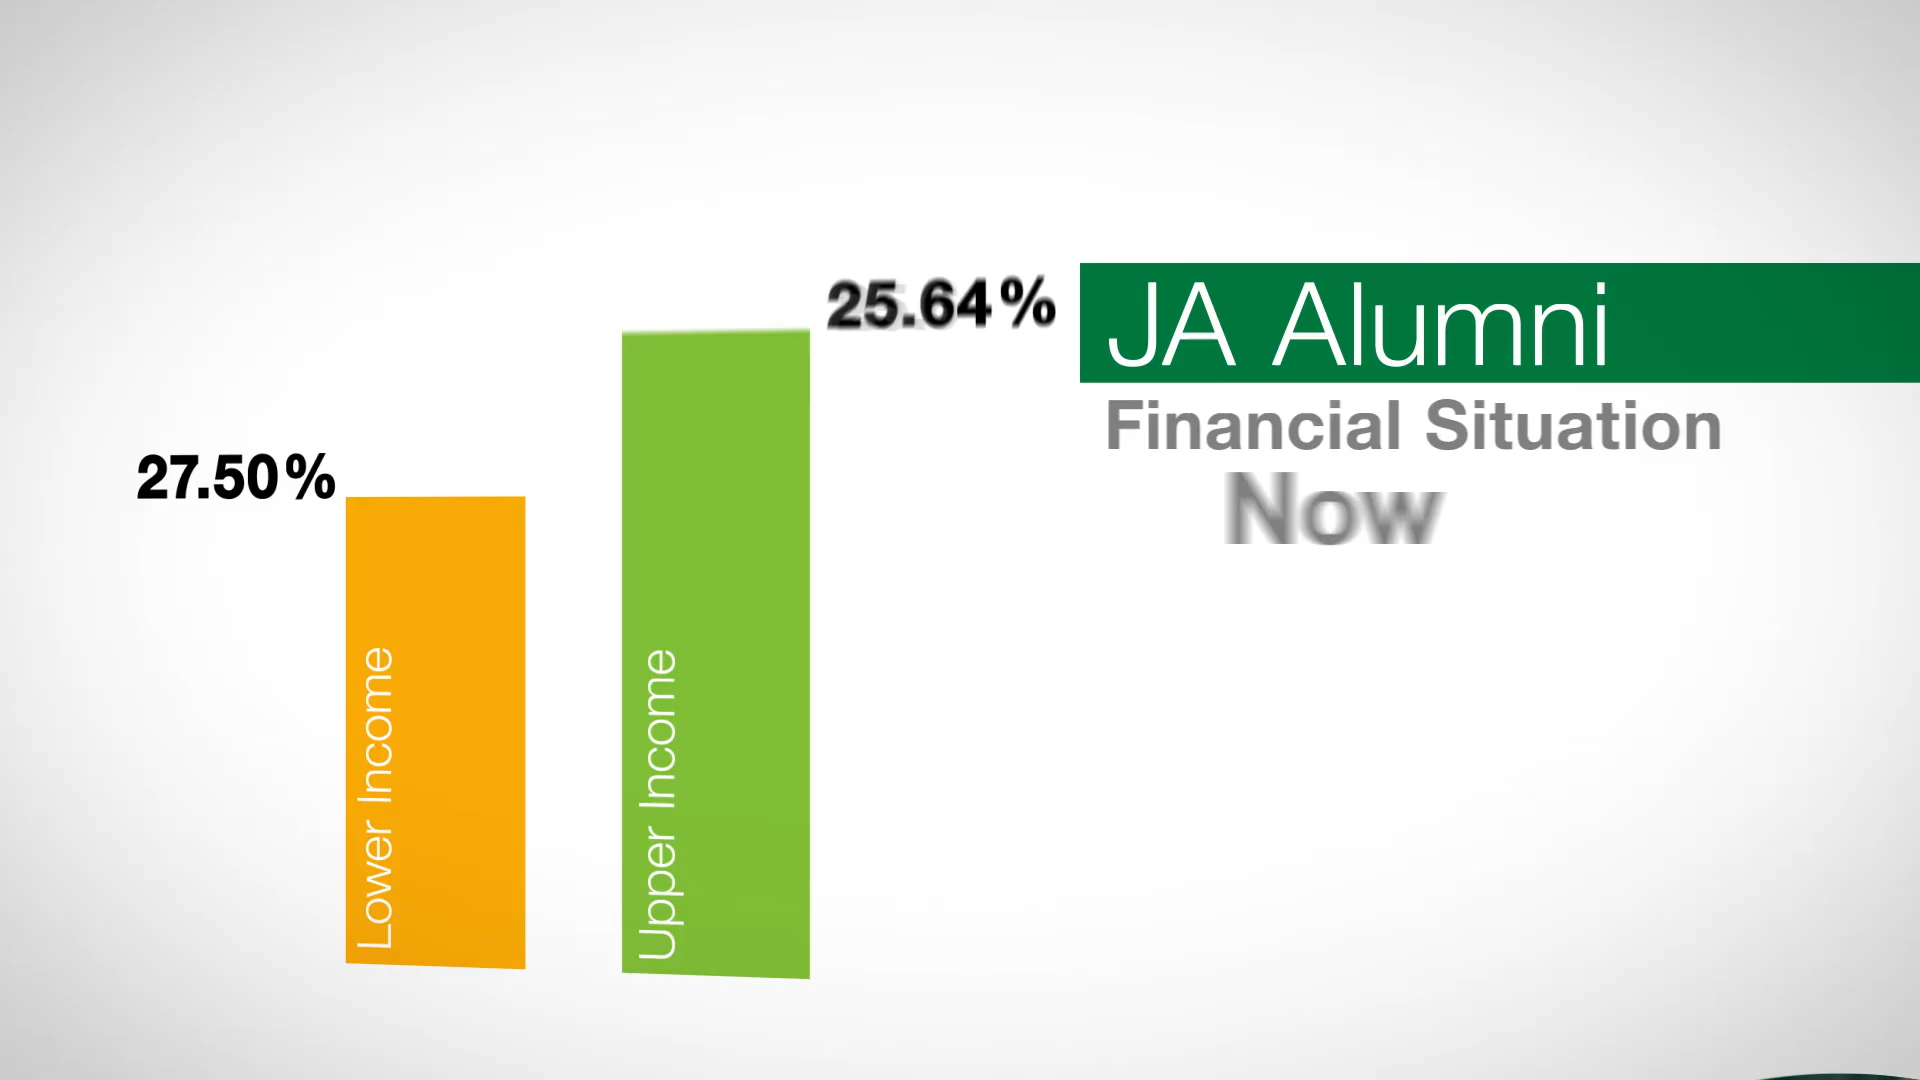 JA Alumni
Financial Situation
Now
27.50%
25.64%
Lower Income
Upper Income